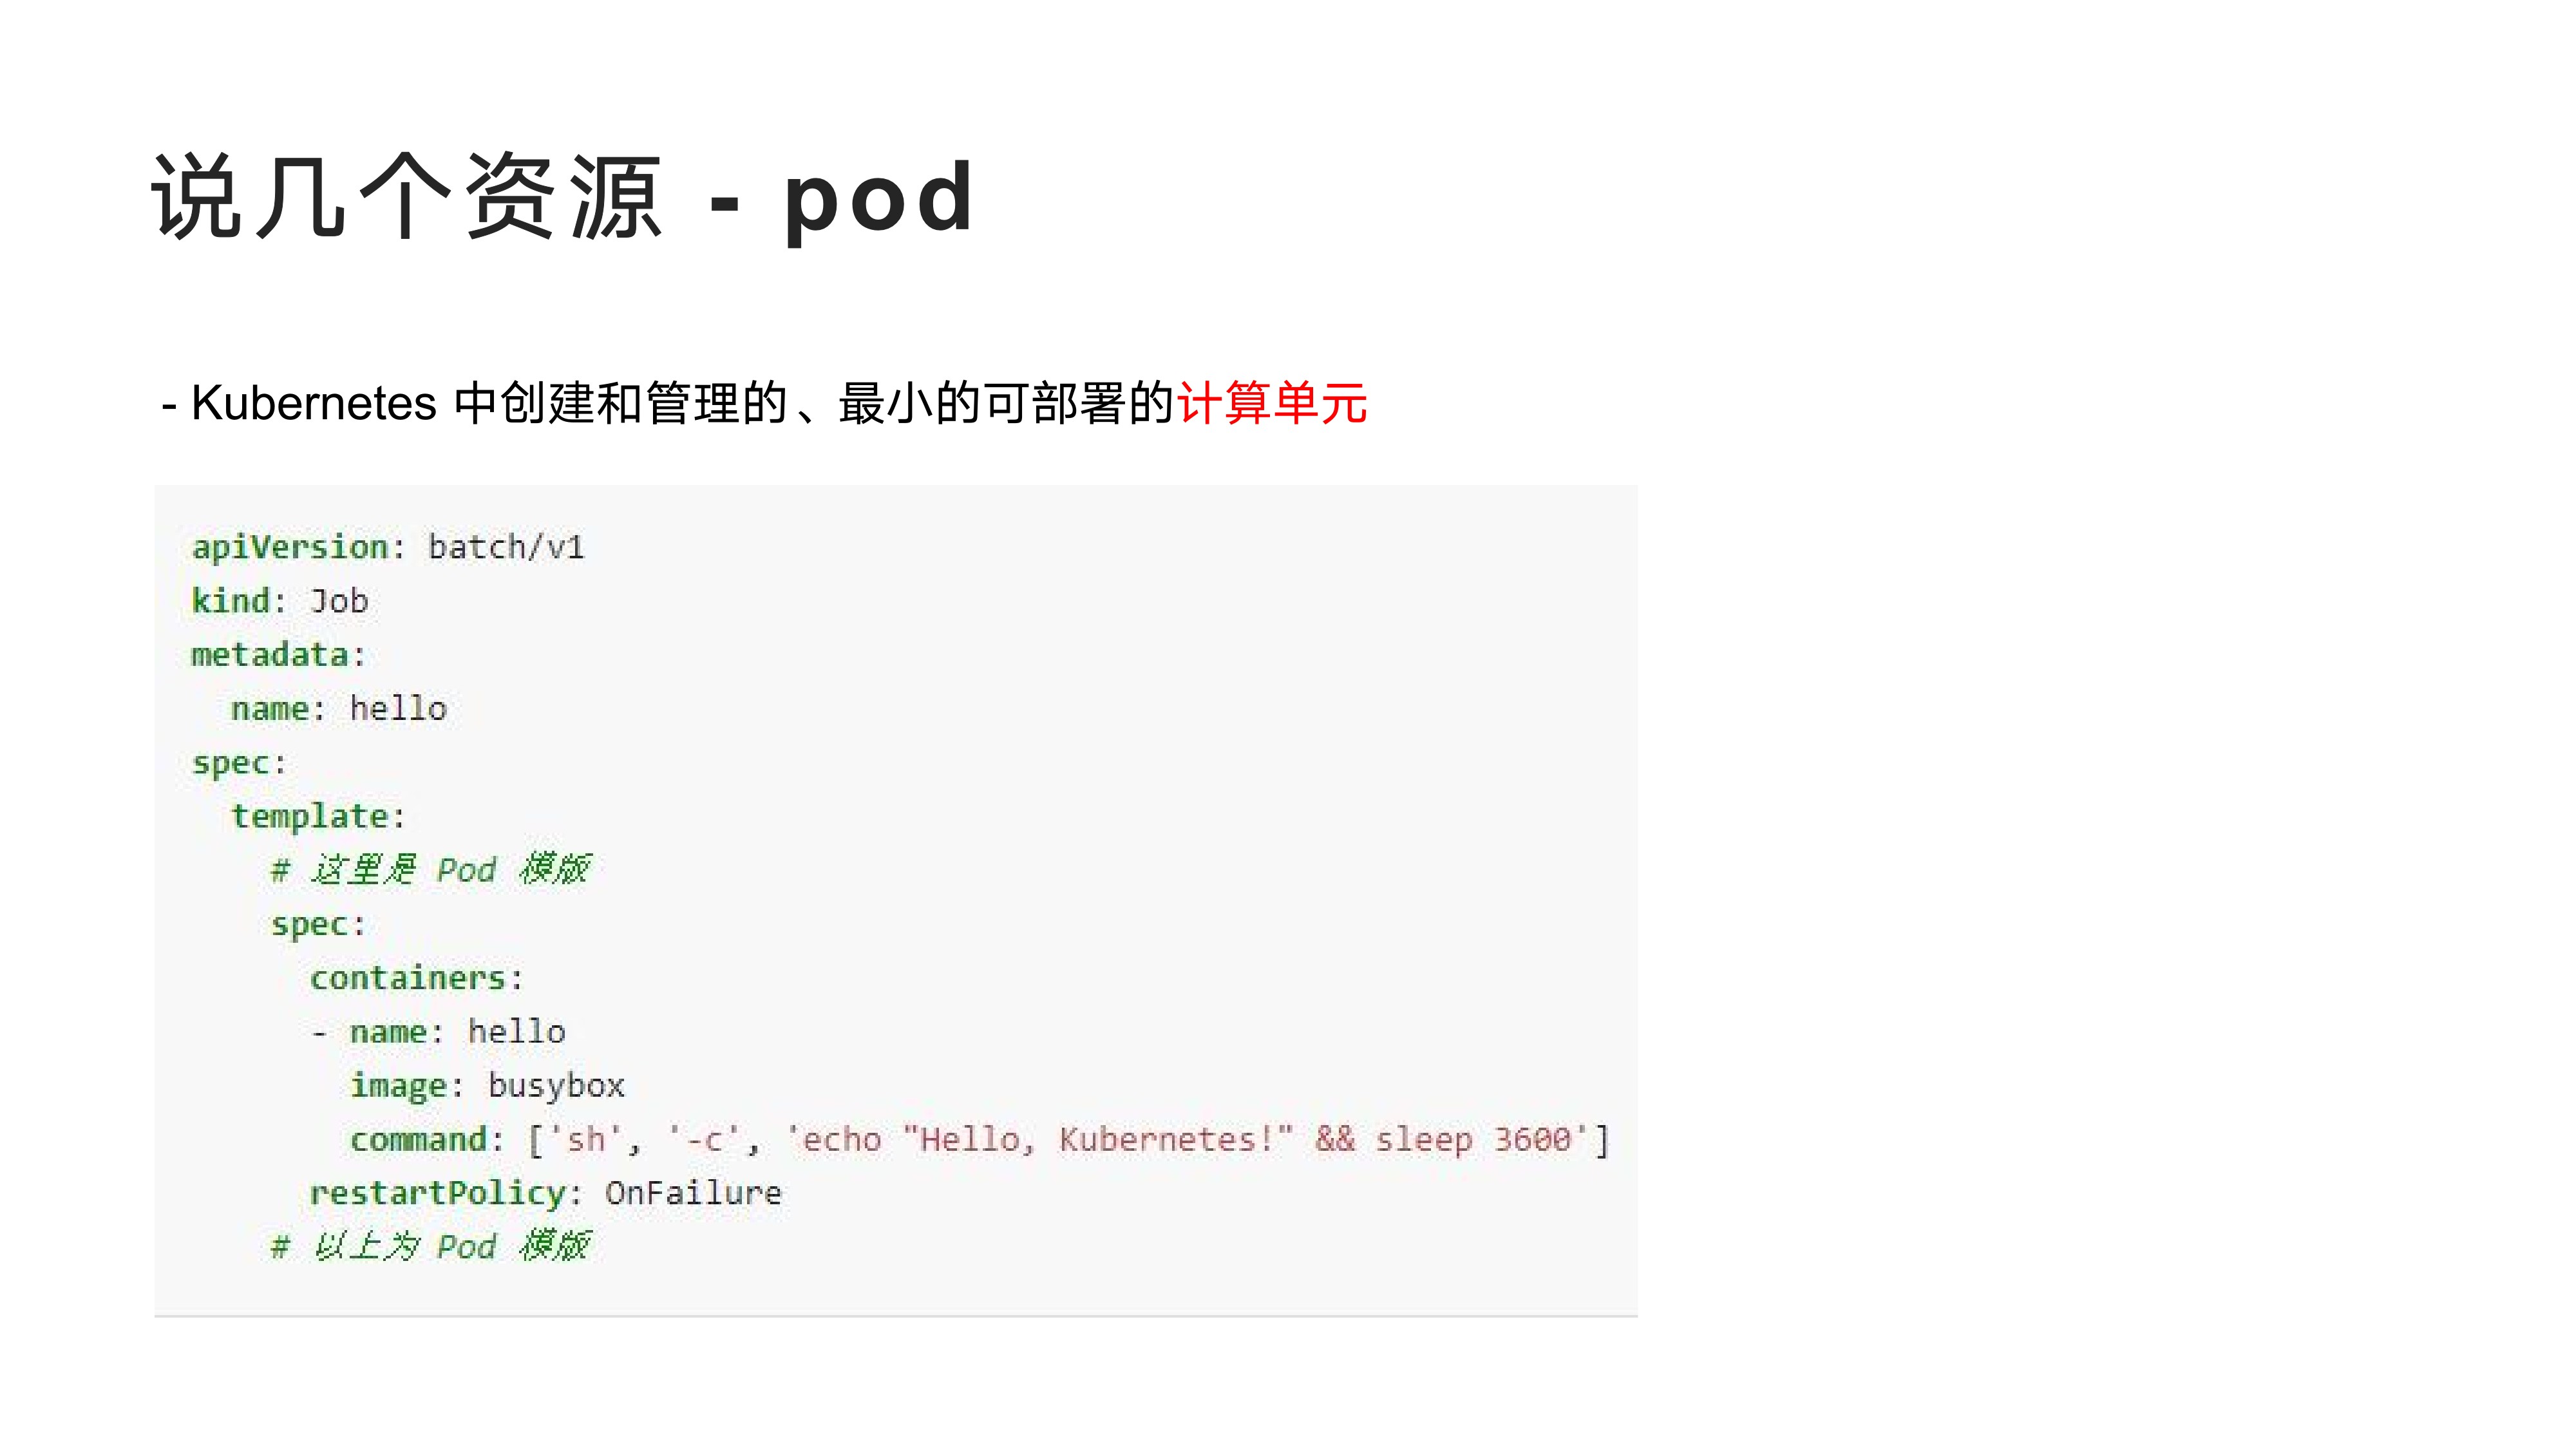 说几个资源 - pod
- Kubernetes 中创建和管理的、最小的可部署的计算单元
apiVersion: batch/v1
kind: Job
metadata:
  name: hello
spec:
  template:
    # 这里是 Pod 模版
    spec:
      containers:
      - name: hello
        image: busybox
        command: ['sh', '-c', 'echo "Hello, Kubernetes!" && sleep 3600']
      restartPolicy: OnFailure
    # 以上为 Pod 模版